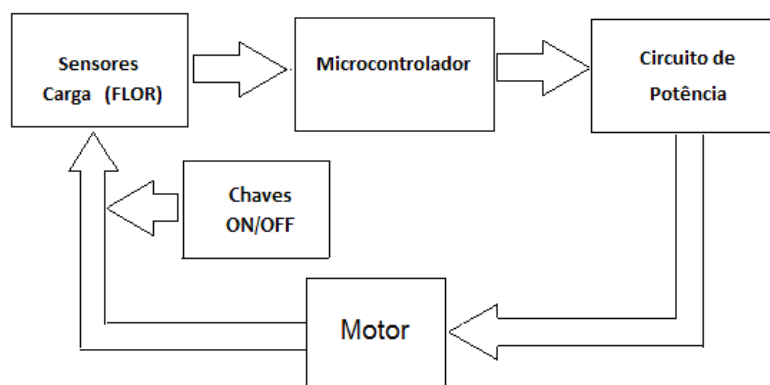 Sensores
Carga (FLOR)
Microcontrolador
Circuito de
Potência
Chaves
ON/OFF
Motor